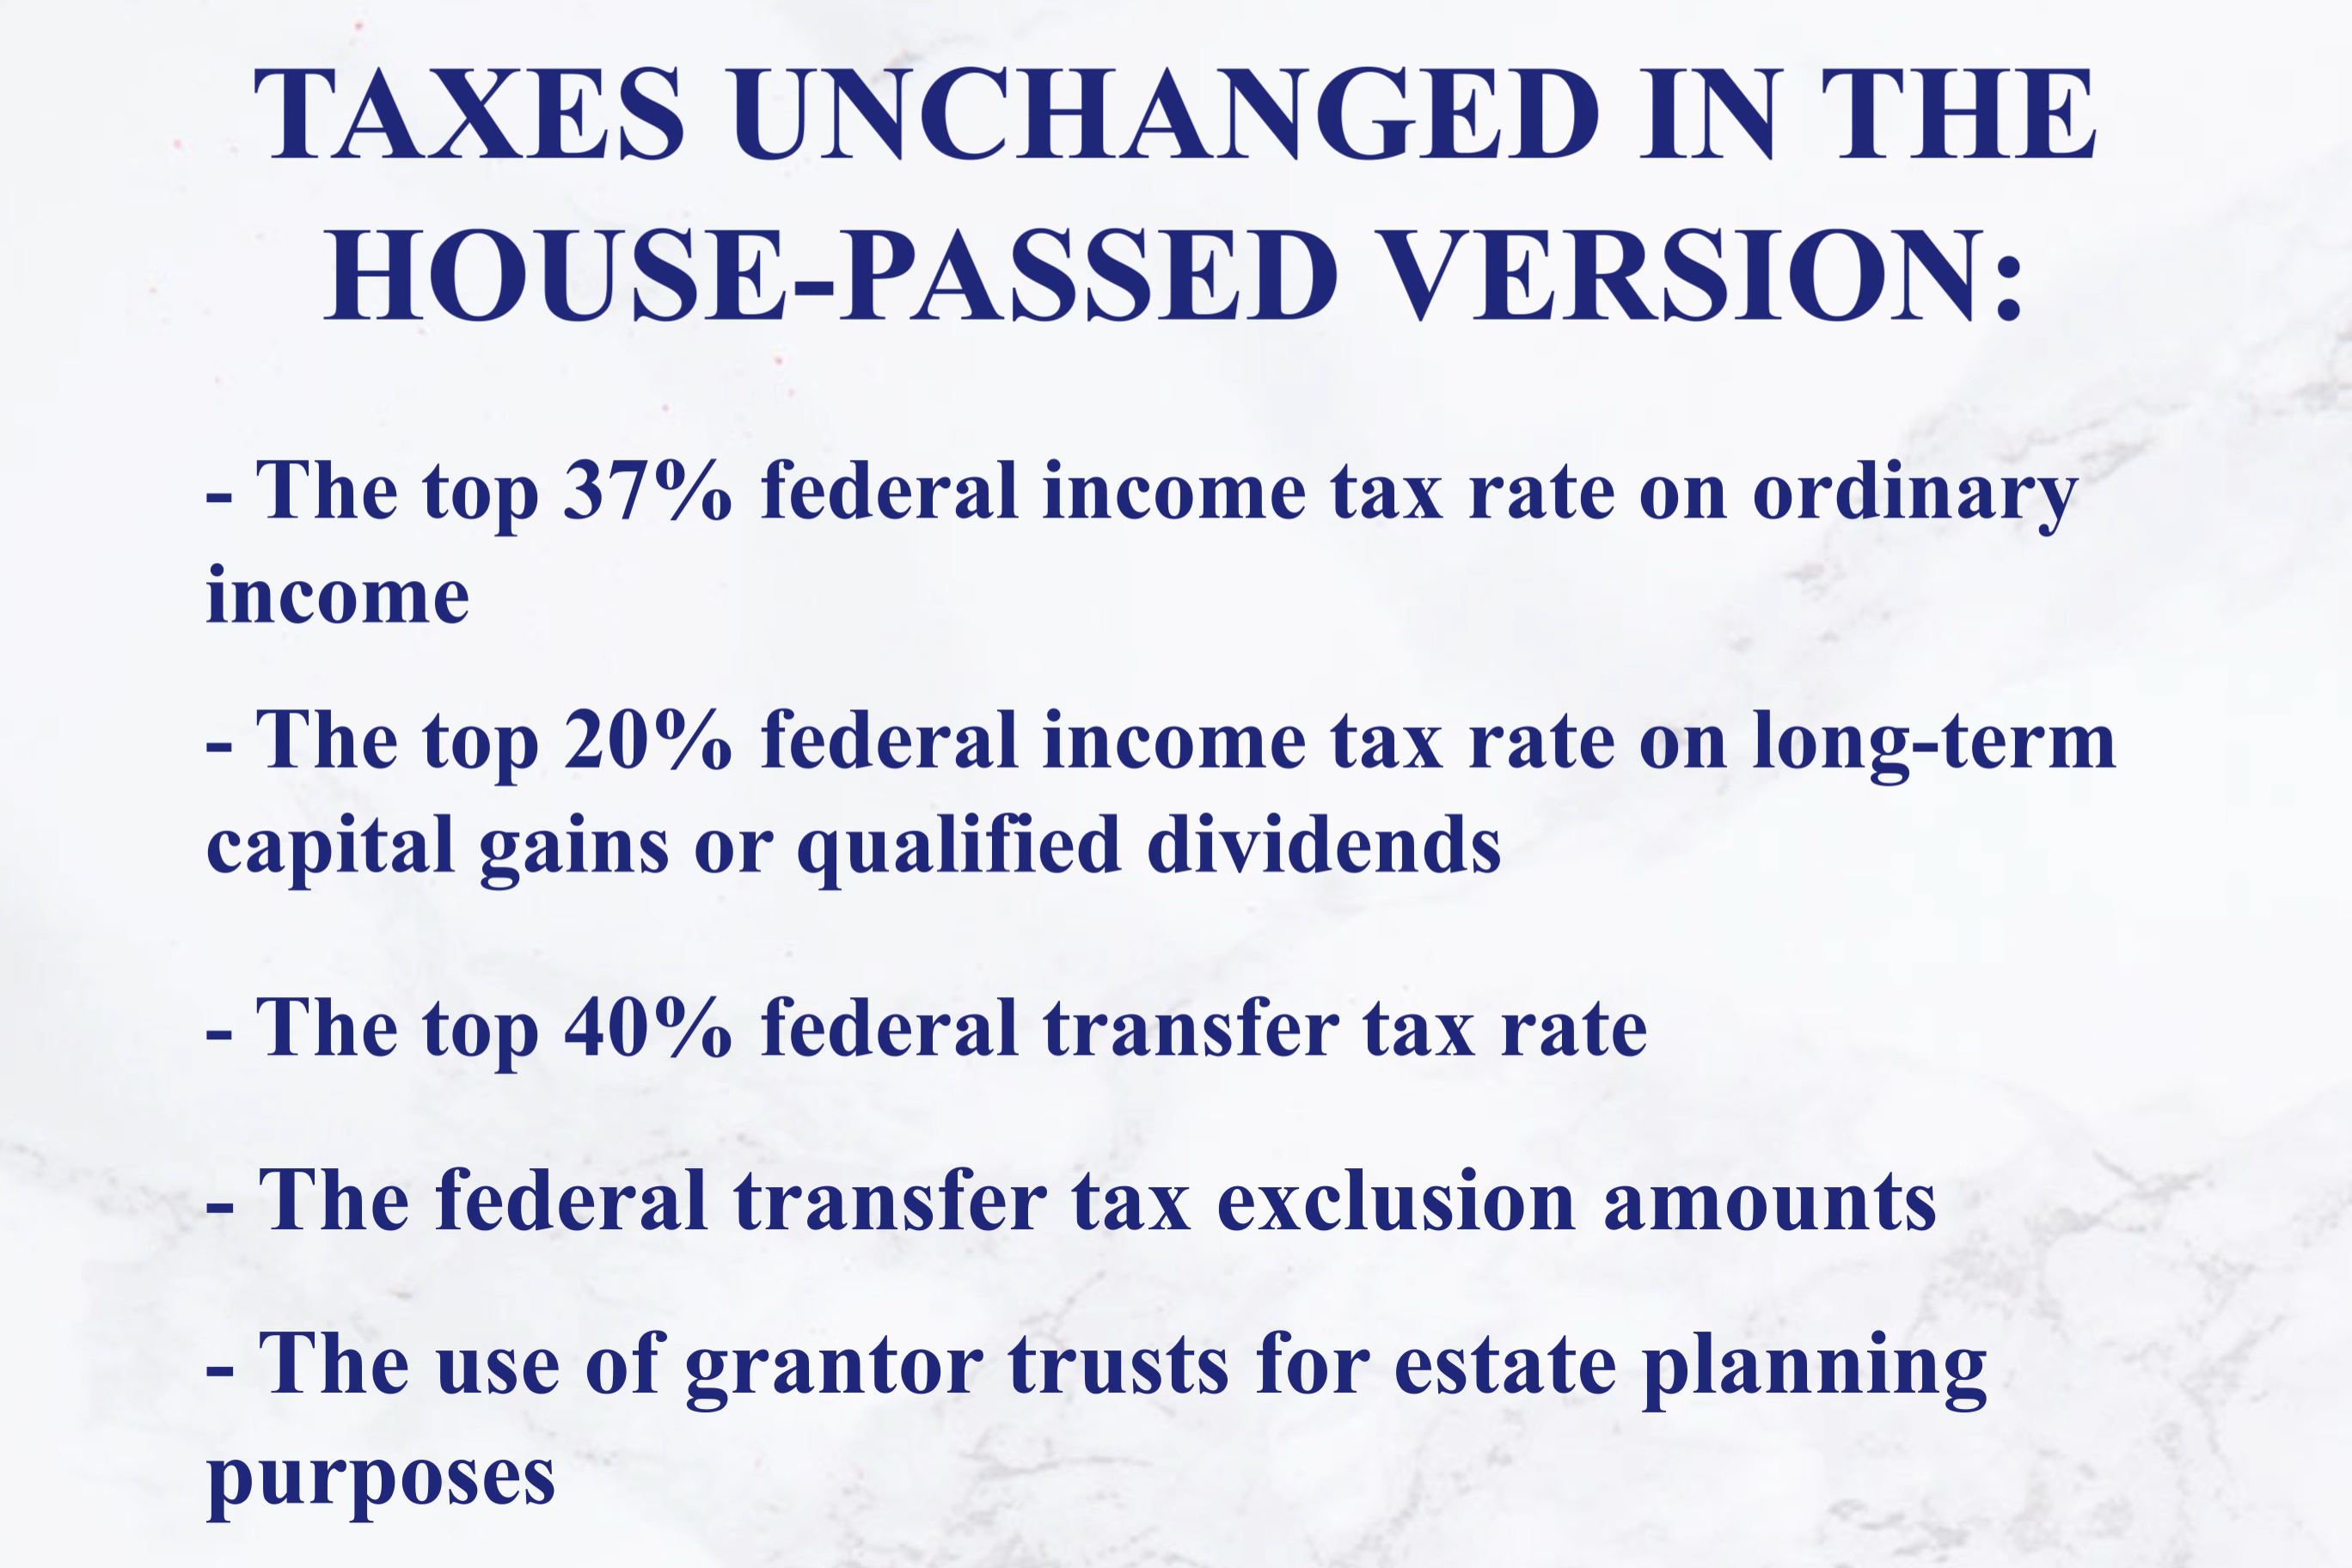 TAXES UNCHANGED IN THE
HOUSE-PASSED VERSION:
- The top 37% federal income tax rate on ordinary
income
- The top 20% federal income tax rate on long-term
capital gains or qualified dividends
- The top 40% federal transfer tax rate
- The federal transfer tax exclusion amounts
- The use of grantor trusts for estate planning
purposes